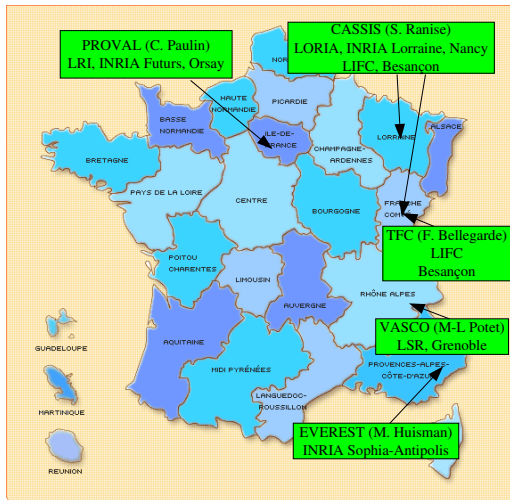 CASSIS (S. Ranise)
LORIA, INRIA Lorraine, Nancy
LIFC, Besançon
PROVAL (C. Paulin)
LRI, INRIA Futurs, Orsay
NOR
PICARDIE
HAUTE
NORMANDIE
BASSE
NORMANDIE
ILE-DE-
FRANCE
CHAMPAGNE-
ARDENNES
LORRAINE
ALSACE
BRETAGNE
PAYS DE LA LOIRE
CENTRE
BOURGOGNE
FRANCHE
COMTÉ
TFC (F. Bellegarde)
LIFC
Besançon
POITOU
CHARENTES
LIMOUSIN
AUVERGNE
RHÔNE ALPES
VASCO (M-L Potet)
LSR, Grenoble
AQUITAINE
MIDI PYRÉNÉES
LANGUEDOC-
ROUSSILLON
PROVENCES-ALPES-
CÔTE-D'AZUR
EVEREST (M. Huisman)
INRIA Sophia-Antipolis
GUADELOUPE
MARTINIQUE
REUNION